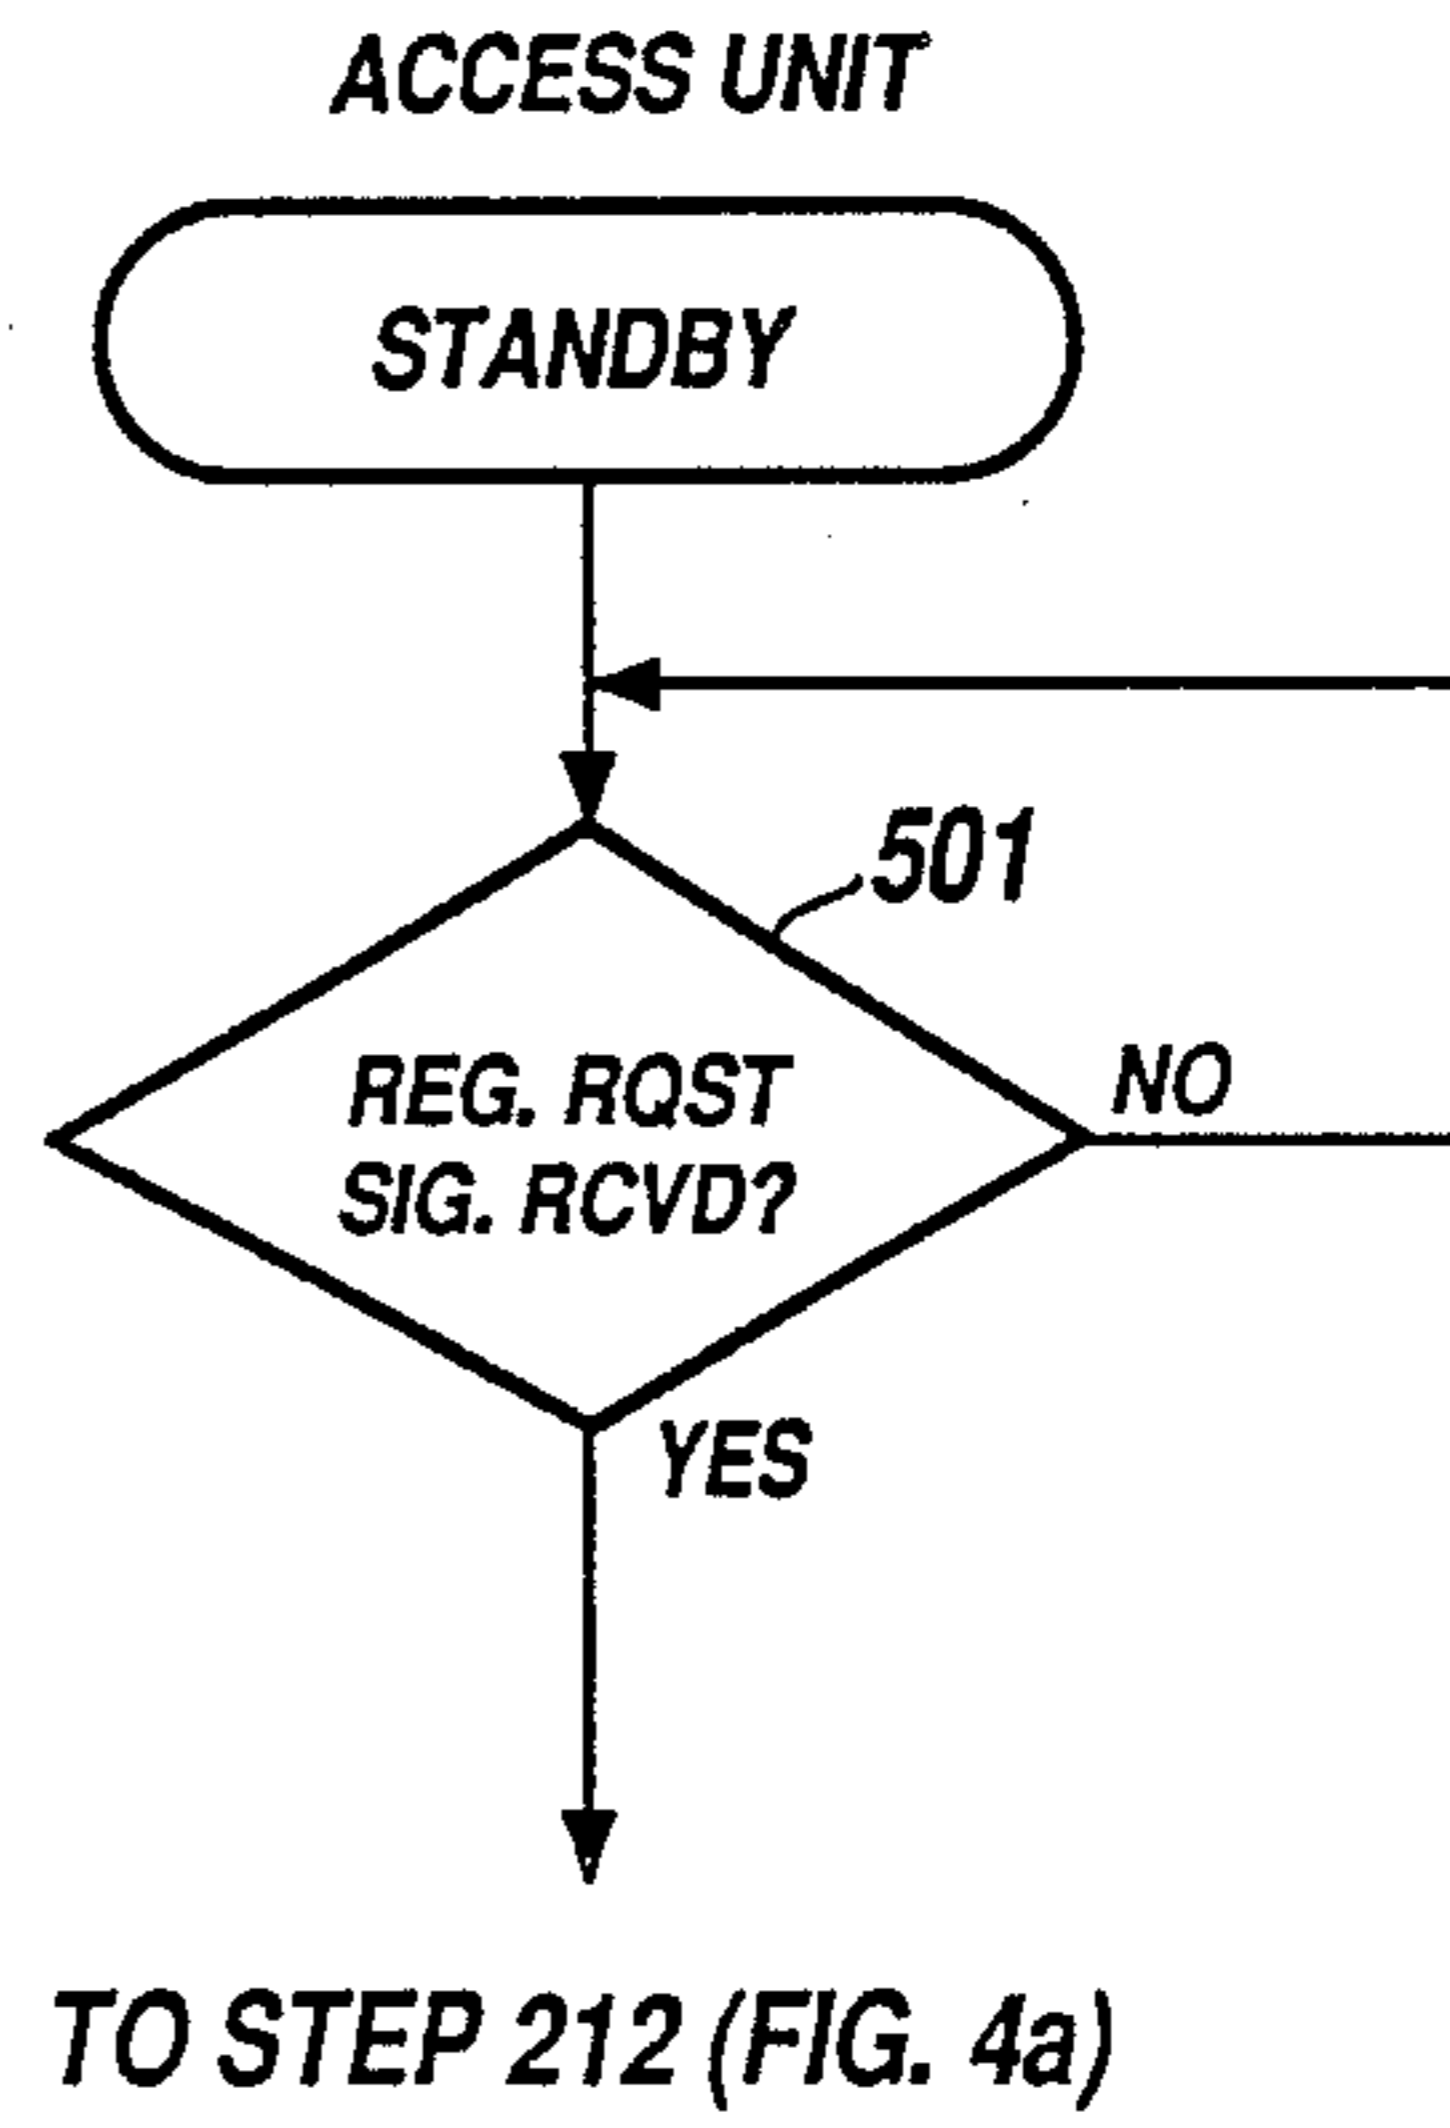 ACCESS UNIT
STANDBY
501
REG. RQST
SIG. RCVD?
NO
YES
TO STEP 212 (FIG. 4a)